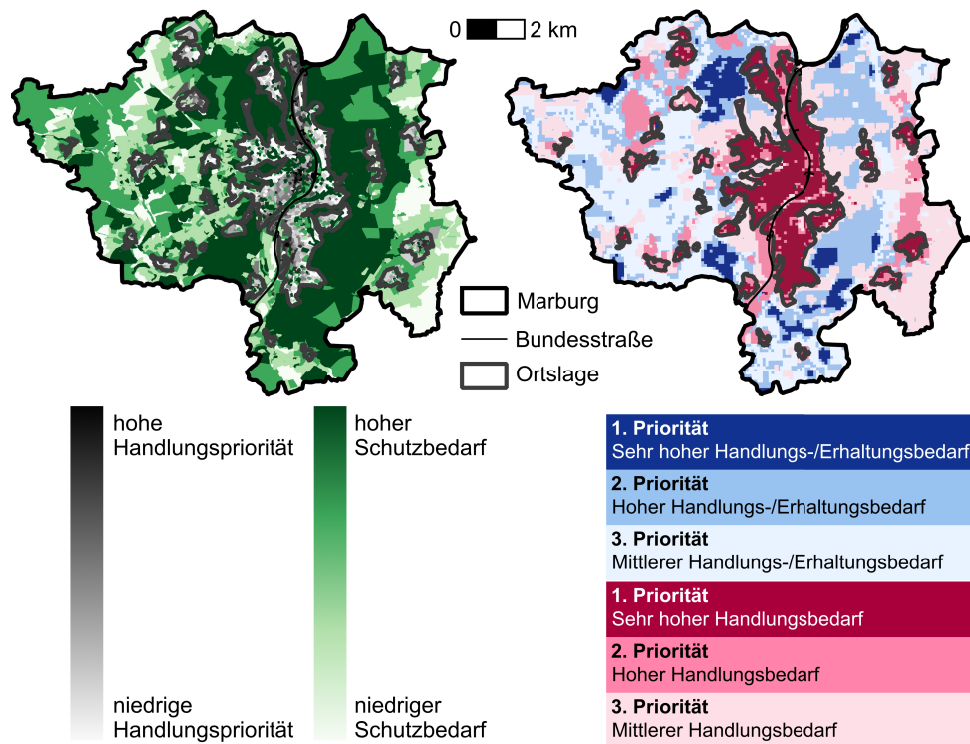 0 2 km
Marburg
Bundesstraße
Ortslage
hohe
Handlungspriorität
niedrige
Handlungspriorität
hoher
Schutzbedarf
niedriger
Schutzbedarf
1. Priorität
Sehr hoher Handlungs-/Erhaltungsbedarf
2. Priorität
Hoher Handlungs-/Erhaltungsbedarf
3. Priorität
Mittlerer Handlungs-/Erhaltungsbedarf
1. Priorität
Sehr hoher Handlungsbedarf
2. Priorität
Hoher Handlungsbedarf
3. Priorität
Mittlerer Handlungsbedarf